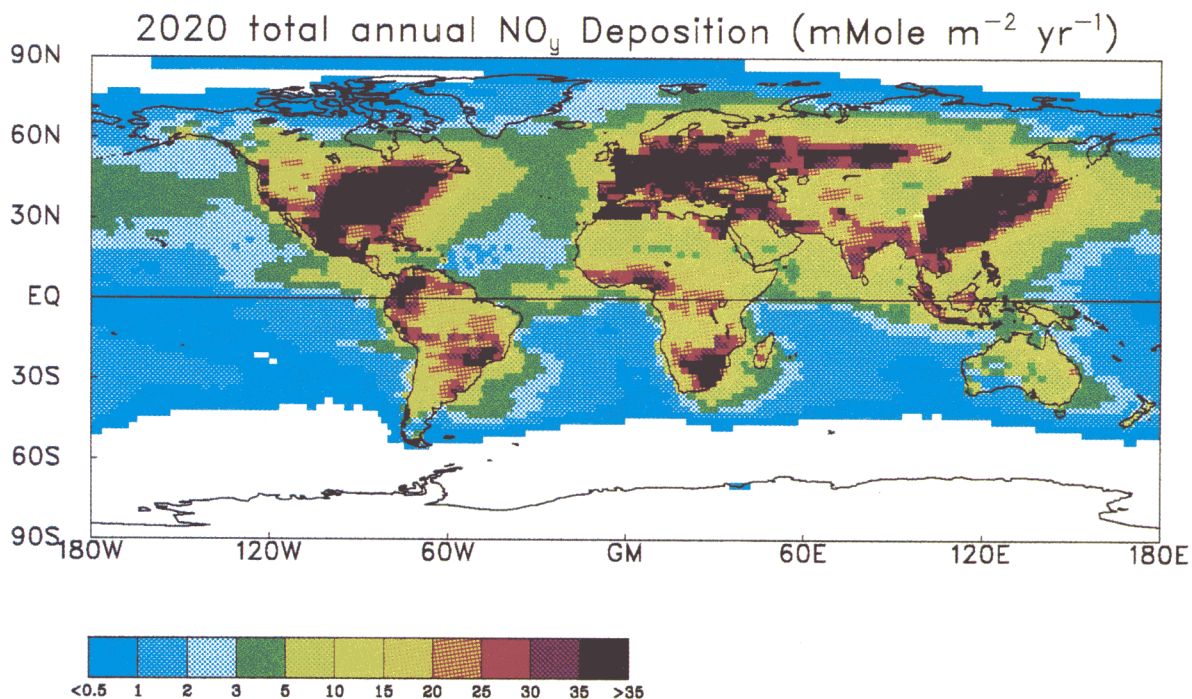 2020 total annual NOy Deposition (mMole m−2 yr−1)
90N
60N
30N
EQ
30S
60S
90S
180W 120W 60W GM 60E 120E 180E
<0.5 1 2 3 5 10 15 20 25 30 35 >35